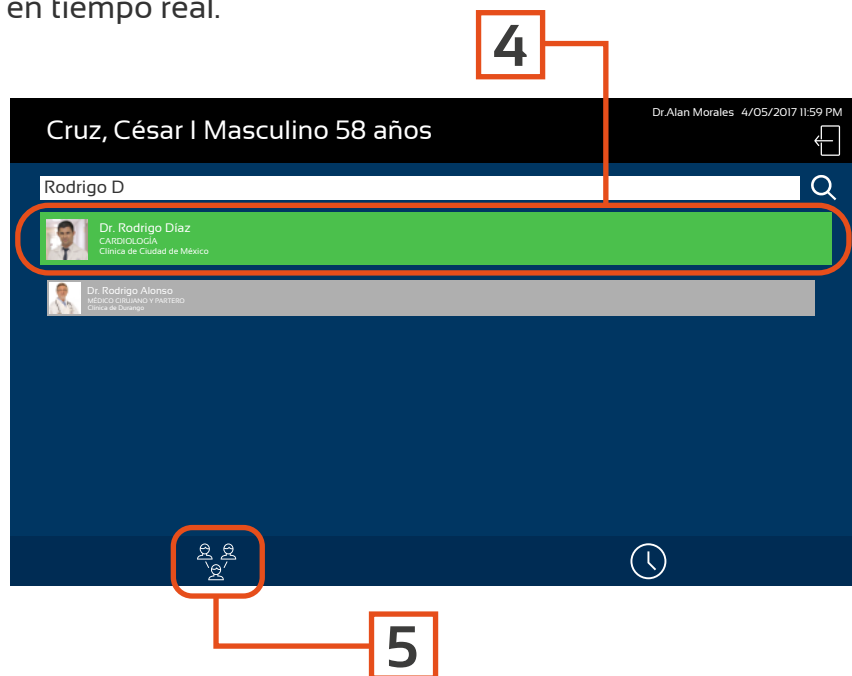 en tiempo real.
4
Dr.Alan Morales 4/05/2017 11:59 PM
Cruz, César I Masculino 58 años
Rodrigo D
Dr. Rodrigo Díaz
CARDIOLOGÍA
Clínica de Ciudad de México
Dr. Rodrigo Alonso
MÉDICO CIRUJANO Y PARTERO
Clínica de Durango
5